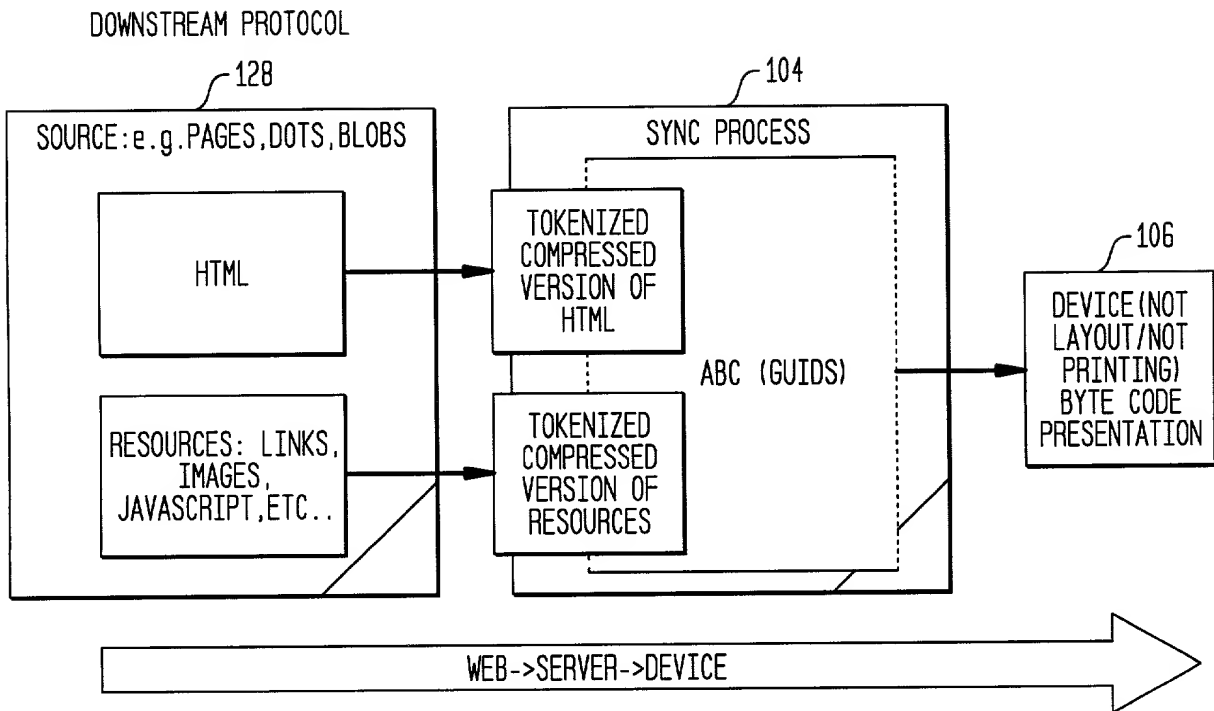 DOWNSTREAM PROTOCOL
128
SOURCE:e.g.PAGES,DOTS,BLOBS
HTML
RESOURCES: LINKS,
IMAGES,
JAVASCRIPT,ETC..
104
SYNC PROCESS
TOKENIZED
COMPRESSED
VERSION OF
HTML
ABC (GUIDS)
TOKENIZED
COMPRESSED
VERSION OF
RESOURCES
106
DEVICE(NOT
LAYOUT/NOT
PRINTING)
BYTE CODE
PRESENTATION
WEB->SERVER->DEVICE